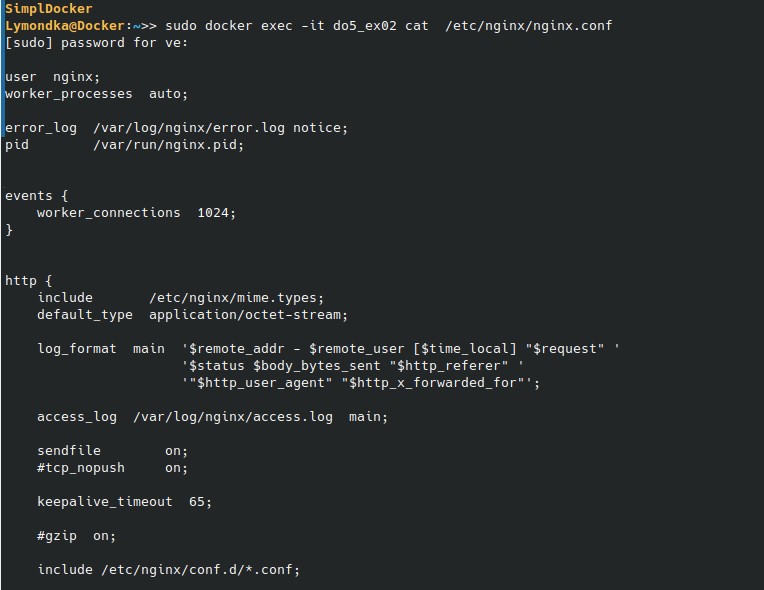 SimplDocker
Lymondka@Docker:~>> sudo docker exec -it do5_ex02 cat  /etc/nginx/nginx.conf
[sudo] password for ve:

user  nginx;
worker_processes  auto;

error_log  /var/log/nginx/error.log notice;
pid        /var/run/nginx.pid;


events {
    worker_connections  1024;
}


http {
    include       /etc/nginx/mime.types;
    default_type  application/octet-stream;

    log_format  main  '$remote_addr - $remote_user [$time_local] "$request" '
                      '$status $body_bytes_sent "$http_referer" '
                      '"$http_user_agent" "$http_x_forwarded_for"';

    access_log  /var/log/nginx/access.log  main;

    sendfile        on;
    #tcp_nopush     on;

    keepalive_timeout  65;

    #gzip  on;

    include /etc/nginx/conf.d/*.conf;